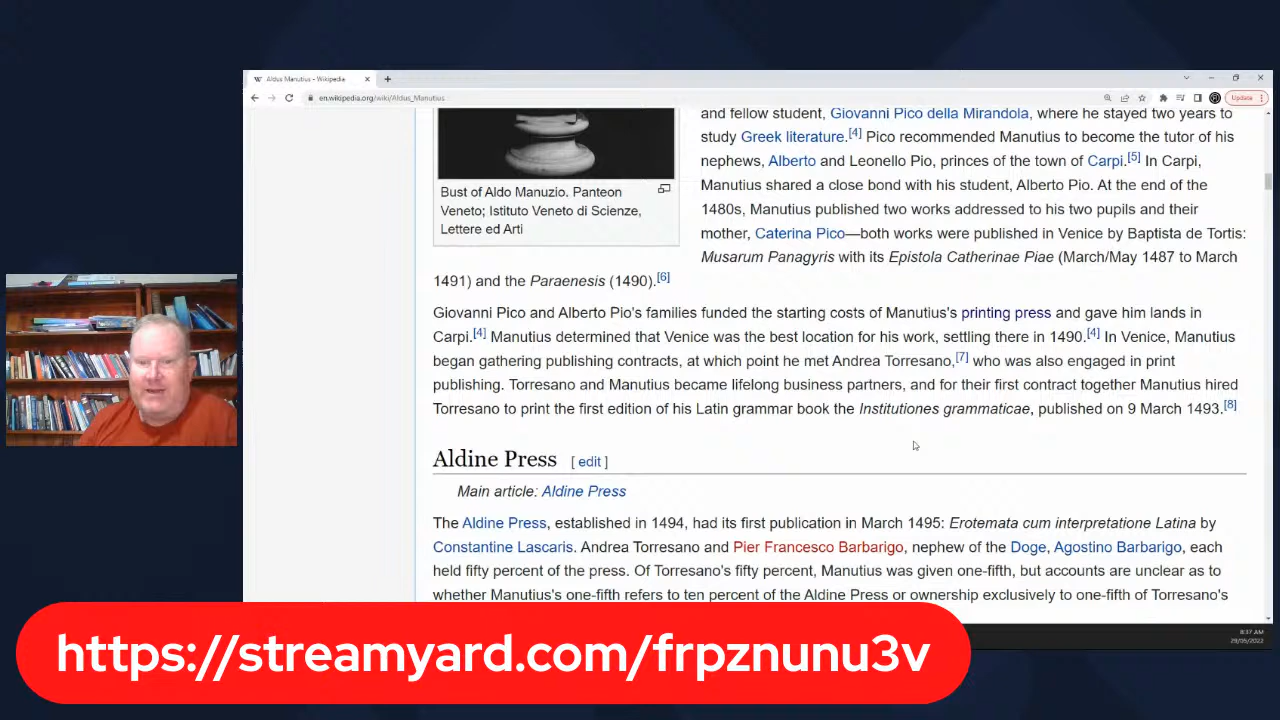 Aldus Manutius - Wikipedia
en.wikipedia.org/wiki/Aldus_Manutius
Update
and fellow student, Giovanni Pico della Mirandola, where he stayed two years to
study Greek literature.[4] Pico recommended Manutius to become the tutor of his
nephews, Alberto and Leonello Pio, princes of the town of Carpi.[5] In Carpi,
Manutius shared a close bond with his student, Alberto Pio. At the end of the
1480s, Manutius published two works addressed to his two pupils and their
mother, Caterina Pico—both works were published in Venice by Baptista de Tortis:
Musarum Panagyris with its Epistola Catherinae Piae (March/May 1487 to March
1491) and the Paraenesis (1490).[6]
Bust of Aldo Manuzio. Panteon
Veneto; Istituto Veneto di Scienze,
Lettere ed Arti
Giovanni Pico and Alberto Pio's families funded the starting costs of Manutius's printing press and gave him lands in
Carpi.[4] Manutius determined that Venice was the best location for his work, settling there in 1490.[4] In Venice, Manutius
began gathering publishing contracts, at which point he met Andrea Torresano,[7] who was also engaged in print
publishing. Torresano and Manutius became lifelong business partners, and for their first contract together Manutius hired
Torresano to print the first edition of his Latin grammar book the Institutiones grammaticae, published on 9 March 1493.[8]
Aldine Press [ edit ]
Main article: Aldine Press
The Aldine Press, established in 1494, had its first publication in March 1495: Erotemata cum interpretatione Latina by
Constantine Lascaris. Andrea Torresano and Pier Francesco Barbarigo, nephew of the Doge, Agostino Barbarigo, each
held fifty percent of the press. Of Torresano's fifty percent, Manutius was given one-fifth, but accounts are unclear as to
whether Manutius's one-fifth refers to ten percent of the Aldine Press or ownership exclusively to one-fifth of Torresano's
8:37 AM
29/05/2022
https://streamyard.com/frpznunu3v